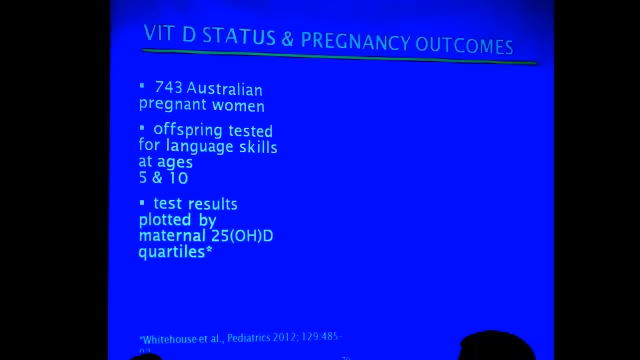 VIT D STATUS & PREGNANCY OUTCOMES
▪ 743 Australian
pregnant women
▪ offspring tested
for language skills
at ages
5 & 10
▪ test results
plotted by
maternal 25(OH)D
quartiles*
*Whitehouse et al., Pediatrics 2012; 129:485-